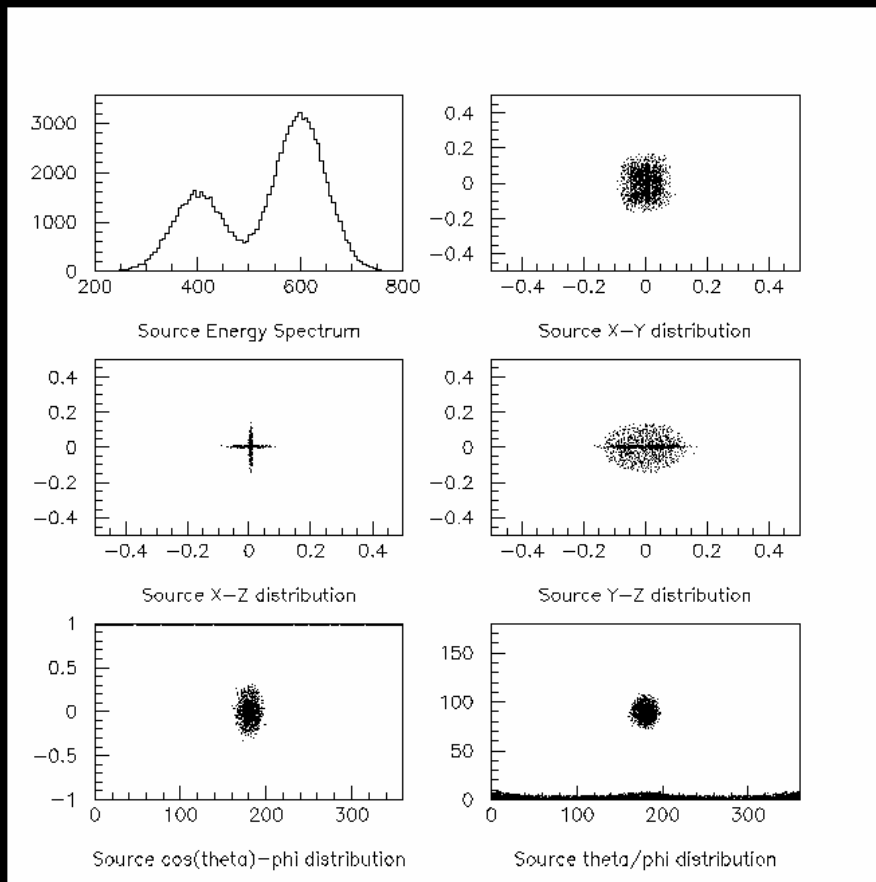 3000
2000
1000
0
200 400 600 800
Source Energy Spectrum
0.4
0.2
0
−0.2
−0.4
−0.4 −0.2 0 0.2 0.4
Source X−Y distribution
0.4
0.2
0
−0.2
−0.4
−0.4 −0.2 0 0.2 0.4
Source X−Z distribution
0.4
0.2
0
−0.2
−0.4
−0.4 −0.2 0 0.2 0.4
Source Y−Z distribution
1
0.5
0
−0.5
−1
0 100 200 300
Source cos(theta)−phi distribution
150
100
50
0
0 100 200 300
Source theta/phi distribution